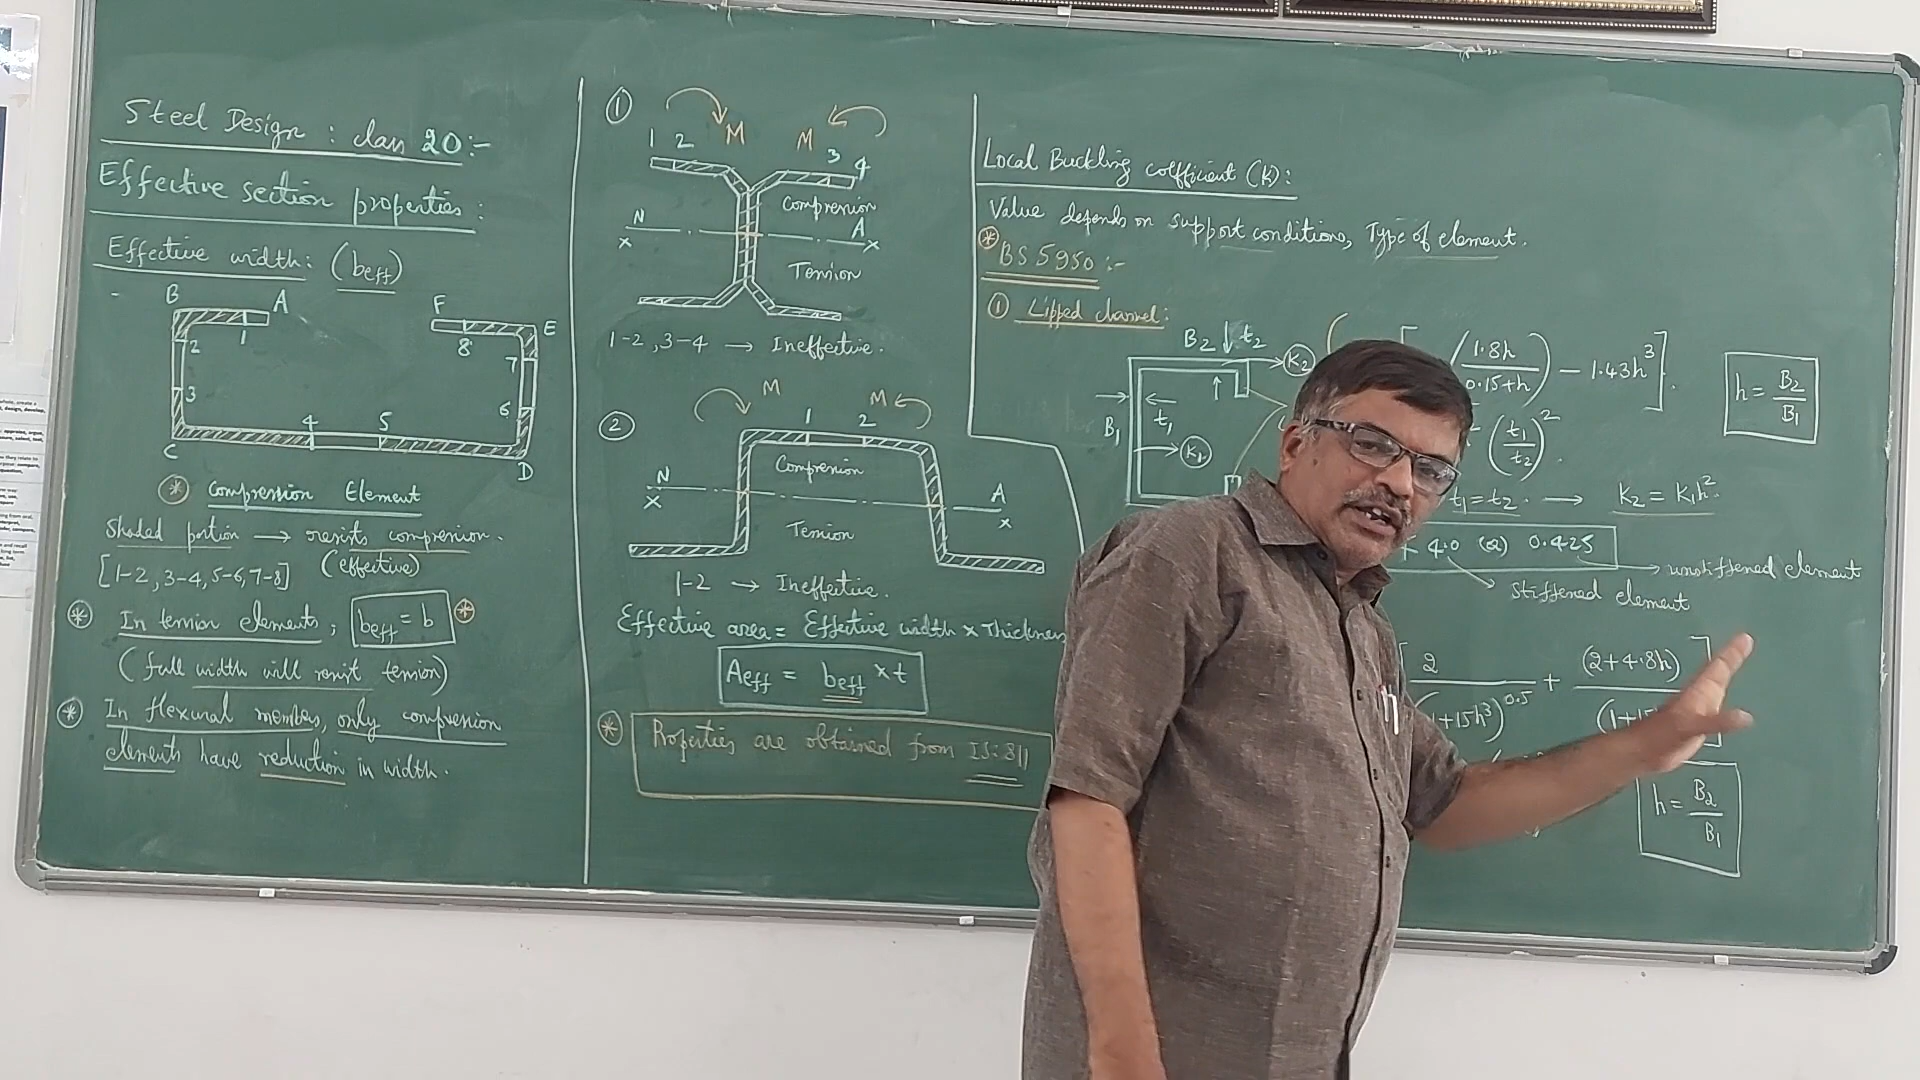 Steel Design : class 20:-
Effective section properties:
Effective width: (beff)
B
A
F
E
1
8
2
7
3
6
4
5
C
D
* Compression Element
Shaded portion → resists compression.
[1-2, 3-4, 5-6, 7-8] (effective)
* In tension elements, beff = b *
(full width will resist tension)
* In flexural members, only compression
elements have reduction in width.
①
1 2 M M 3 4
Compression
N A
x x
Tension
1-2, 3-4 → Ineffective.
M M
② 1 2
Compression
N A
x x
Tension
1-2 → Ineffective.
Effective area = Effective width x Thickness
Aeff = beff x t
* Properties are obtained from IS:811
Local Buckling coefficient (K):
Value depends on support conditions, Type of element.
* BS 5950:-
① Lipped channel:
B2 t2 K2
B1 t1 K1
(1.8h / 0.15+h) - 1.43h³].
h = B2/B1
(t1/t2)².
t1=t2. → K2 = K1h².
4.0 (or) 0.425 → unstiffened element
stiffened element
[2 / (1+15h³)^0.5 + (2+4.8h)
h = B2/B1